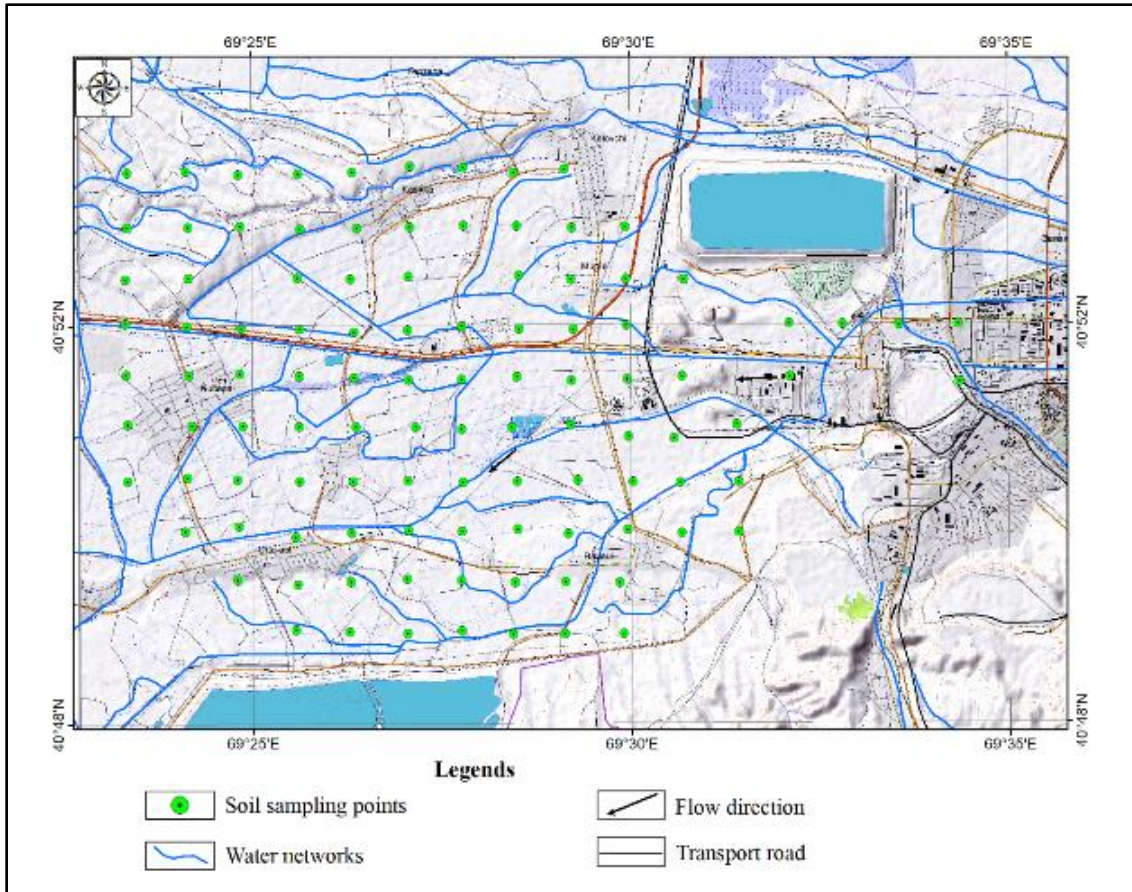 69°25'E 69°30'E 69°35'E
40°52'N 40°52'N
40°48'N 40°48'N
69°25'E 69°30'E 69°35'E
Legends
Soil sampling points
Flow direction
Water networks
Transport road